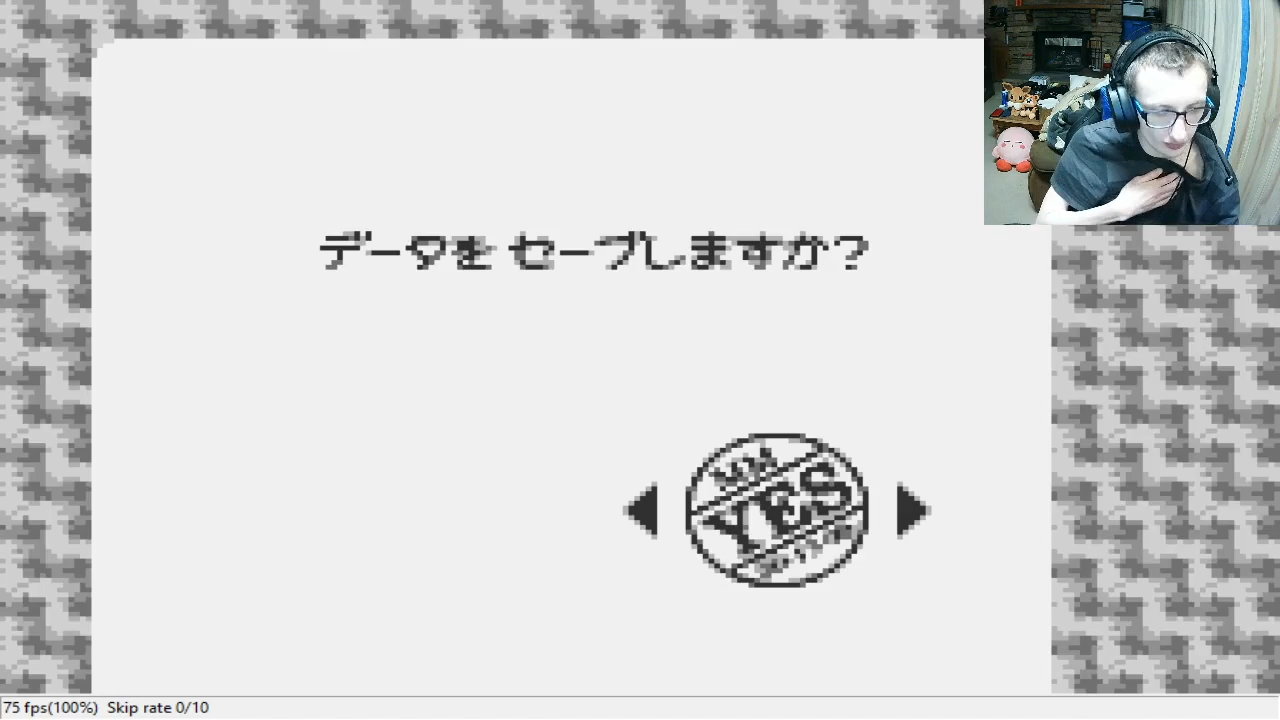 データを セーブしますか?
YES
75 fps(100%) Skip rate 0/10